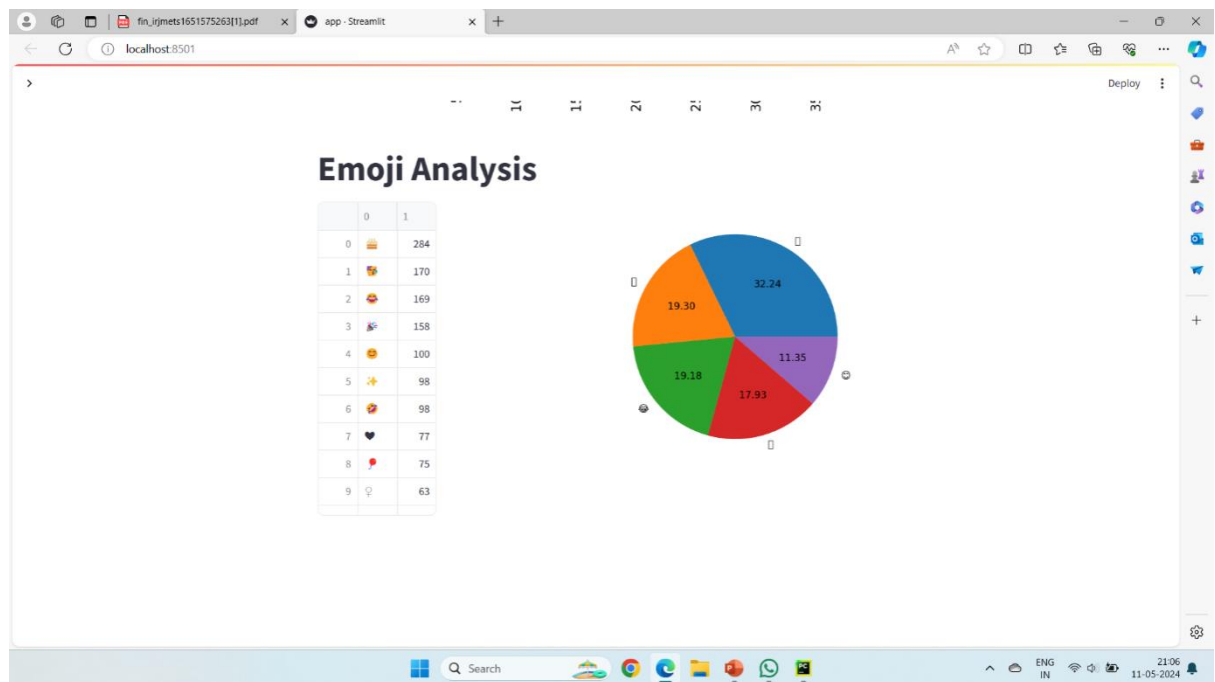 fin_irjmets1651575263[1].pdf
app · Streamlit
localhost:8501
Deploy
Emoji Analysis
0 1
0 🍔 284
1 🥳 170
2 😂 169
3 🎉 158
4 😊 100
5 ✨ 98
6 🤣 98
7 🖤 77
8 🎈 75
9 ♀ 63
32.24
19.30
19.18
17.93
11.35
Search
ENG
IN
21:06
11-05-2024